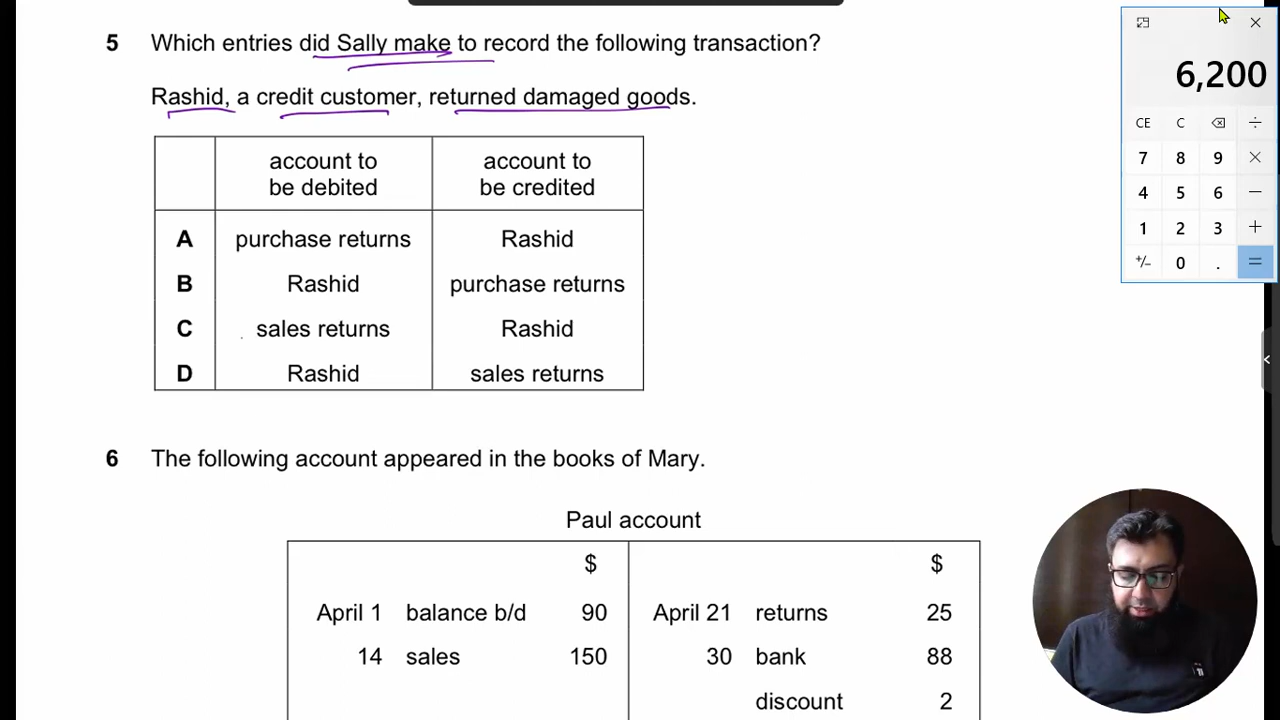 5 Which entries did Sally make to record the following transaction?
Rashid, a credit customer, returned damaged goods.
account to be debited account to be credited
A purchase returns Rashid
B Rashid purchase returns
C sales returns Rashid
D Rashid sales returns
6 The following account appeared in the books of Mary.
Paul account
$ $
April 1 balance b/d 90 April 21 returns 25
14 sales 150 30 bank 88
discount 2
6,200
CE C ⌫ ÷
7 8 9 ×
4 5 6 −
1 2 3 +
+/− 0 . =